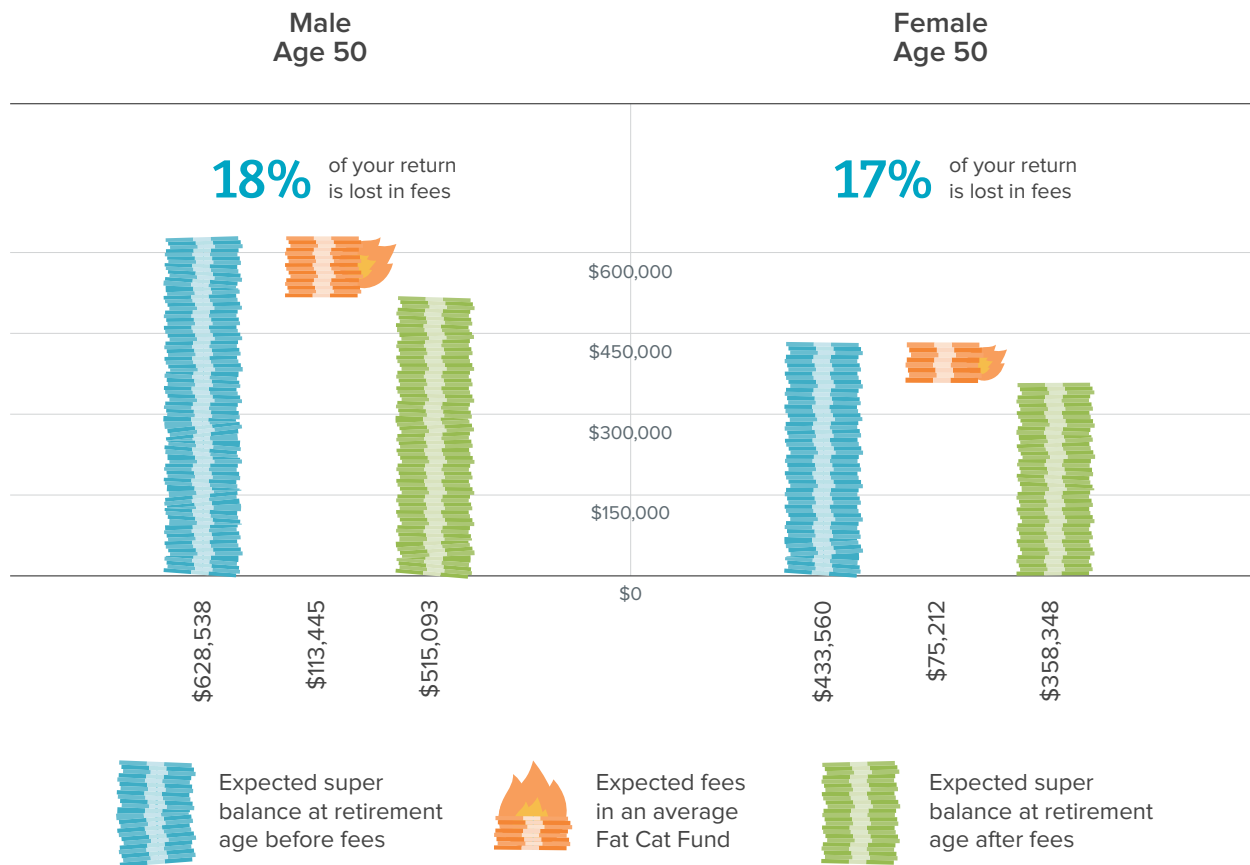 Male
Age 50
Female
Age 50
18%
of your return
is lost in fees
17%
of your return
is lost in fees
$600,000
$450,000
$300,000
$150,000
$0
$628,538
$113,445
$515,093
$433,560
$75,212
$358,348
Expected super
balance at retirement
age before fees
Expected fees
in an average
Fat Cat Fund
Expected super
balance at retirement
age after fees